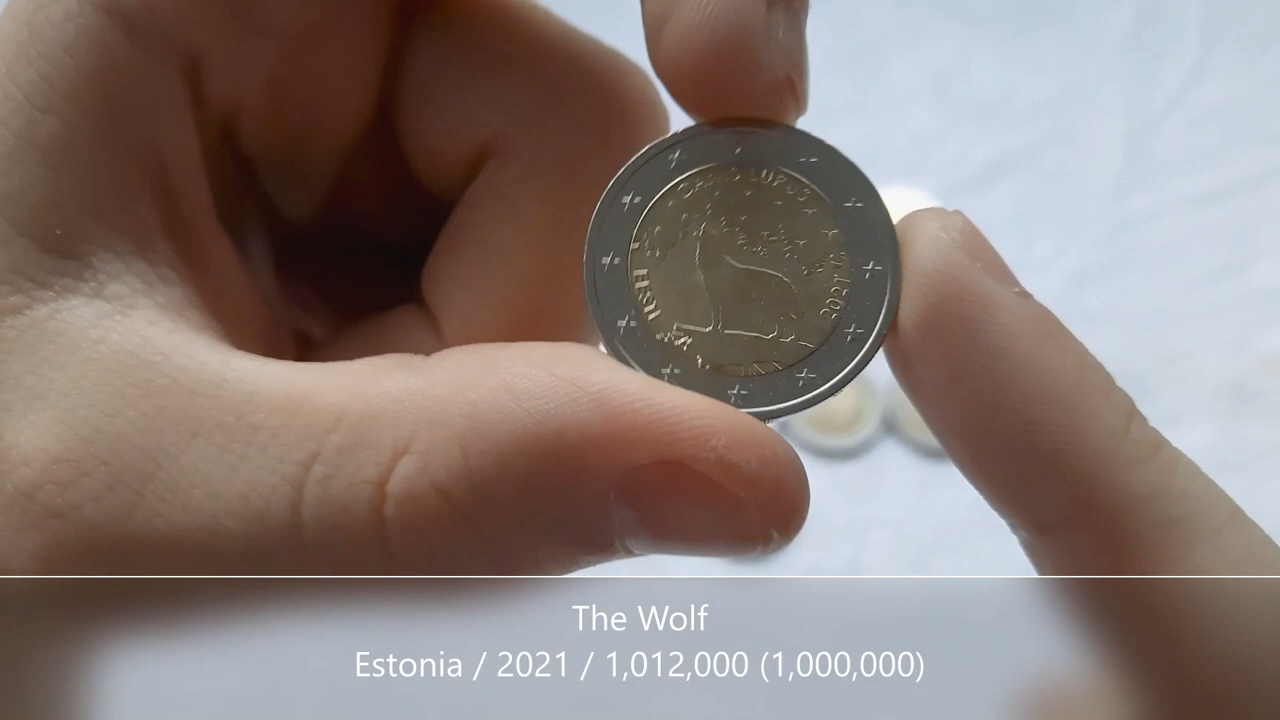 CANIS LUPUS
EESTI
2021
The Wolf
Estonia / 2021 / 1,012,000 (1,000,000)